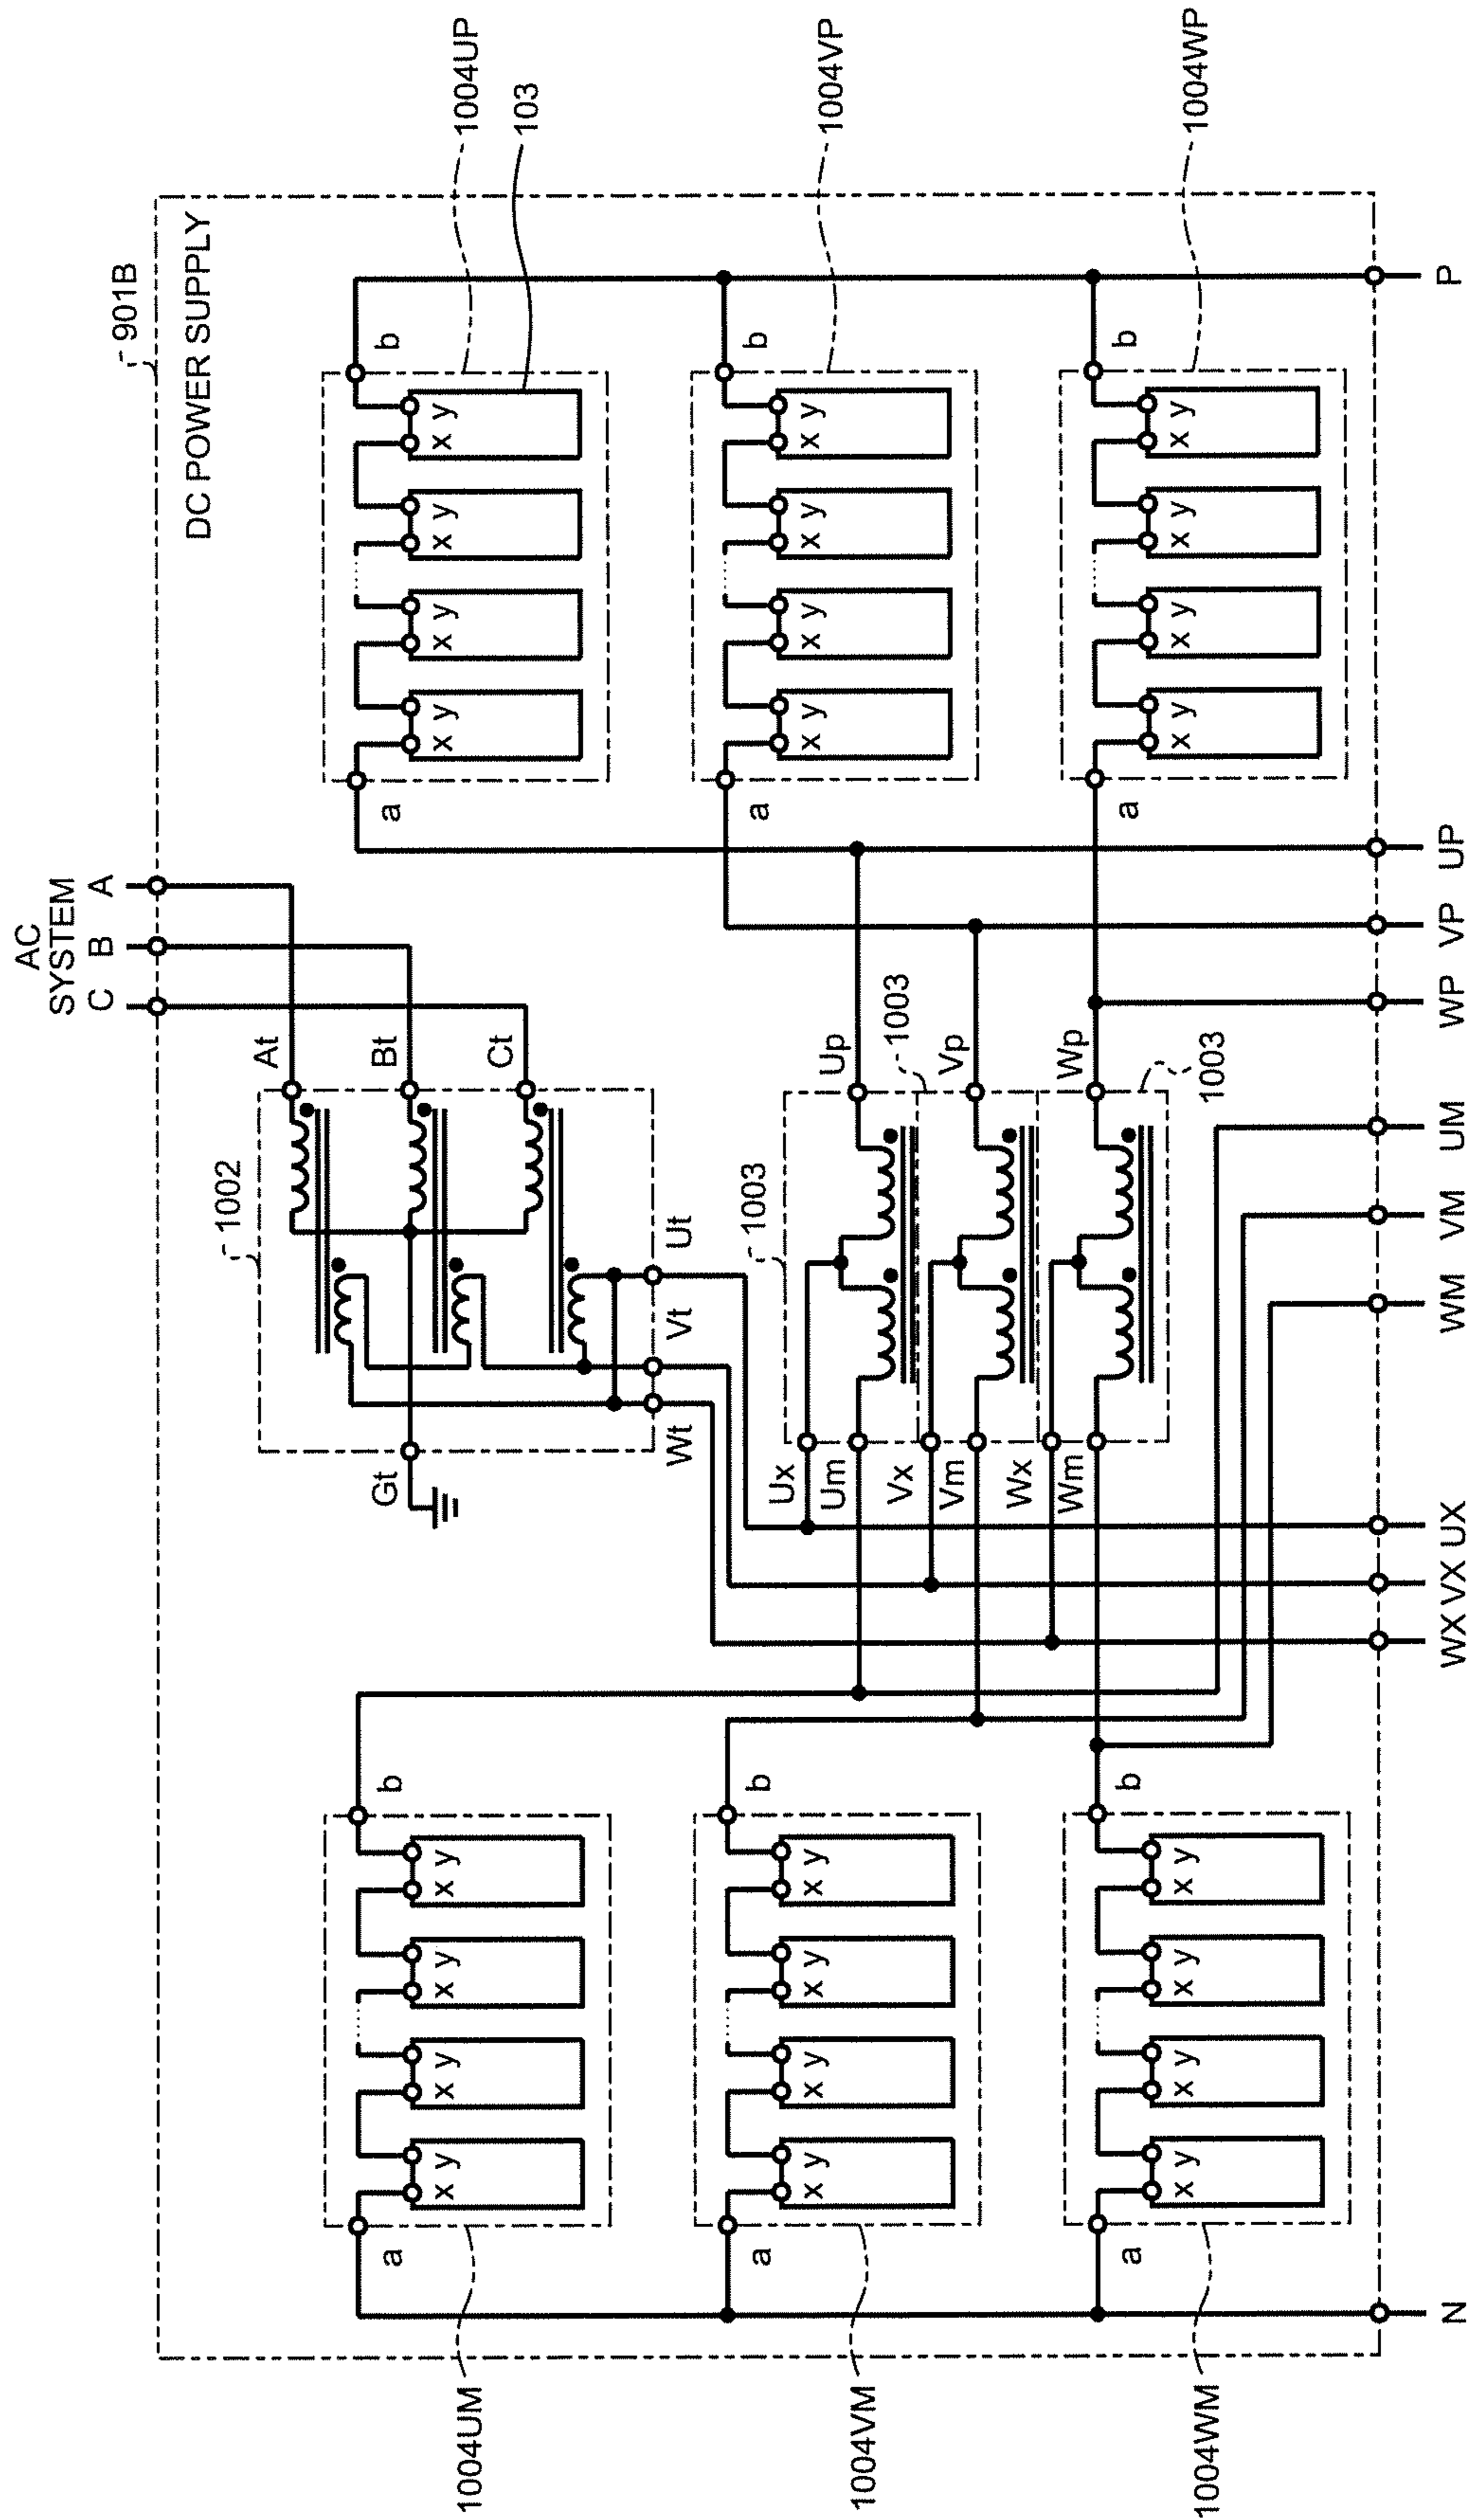 901B
DC POWER SUPPLY
AC
SYSTEM
C
B
A
1004UM
1004VM
1004WM
1004UP
103
1004VP
1004WP
1002
At
Bt
Ct
Gt
Wt
Vt
Ut
a
x y
x y
x y
x y
b
a
x y
x y
x y
x y
b
a
x y
x y
x y
x y
b
1003
1003
1003
Ux
Um
Vx
Vm
Wx
Wm
Up
Vp
Wp
a
x y
x y
x y
x y
b
a
x y
x y
x y
x y
b
a
x y
x y
x y
x y
b
N
WX
VX
UX
WM
VM
UM
WP
VP
UP
P